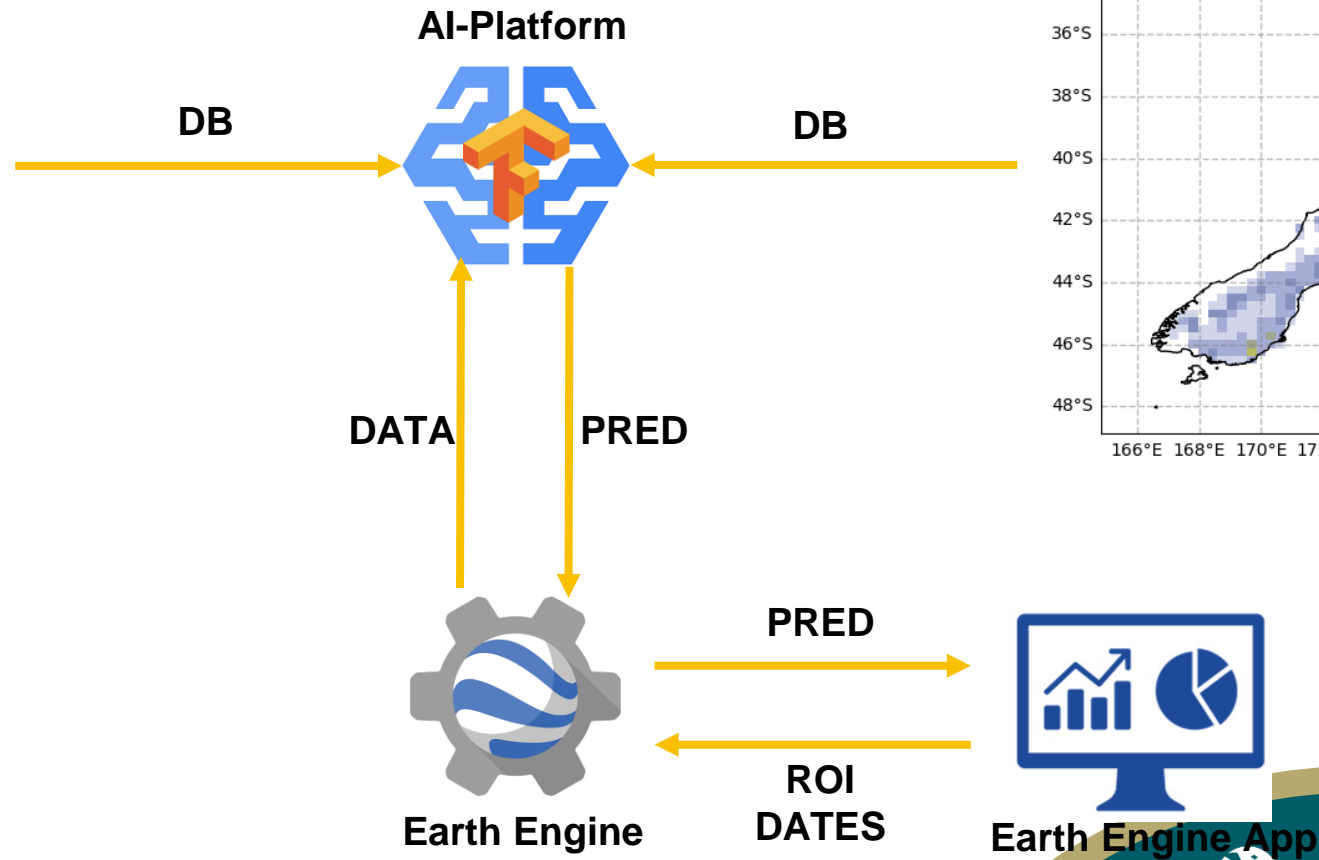 AI-Platform
DB
DB
DATA
PRED
PRED
ROI
DATES
Earth Engine
Earth Engine App
36°S
38°S
40°S
42°S
44°S
46°S
48°S
166°E 168°E 170°E